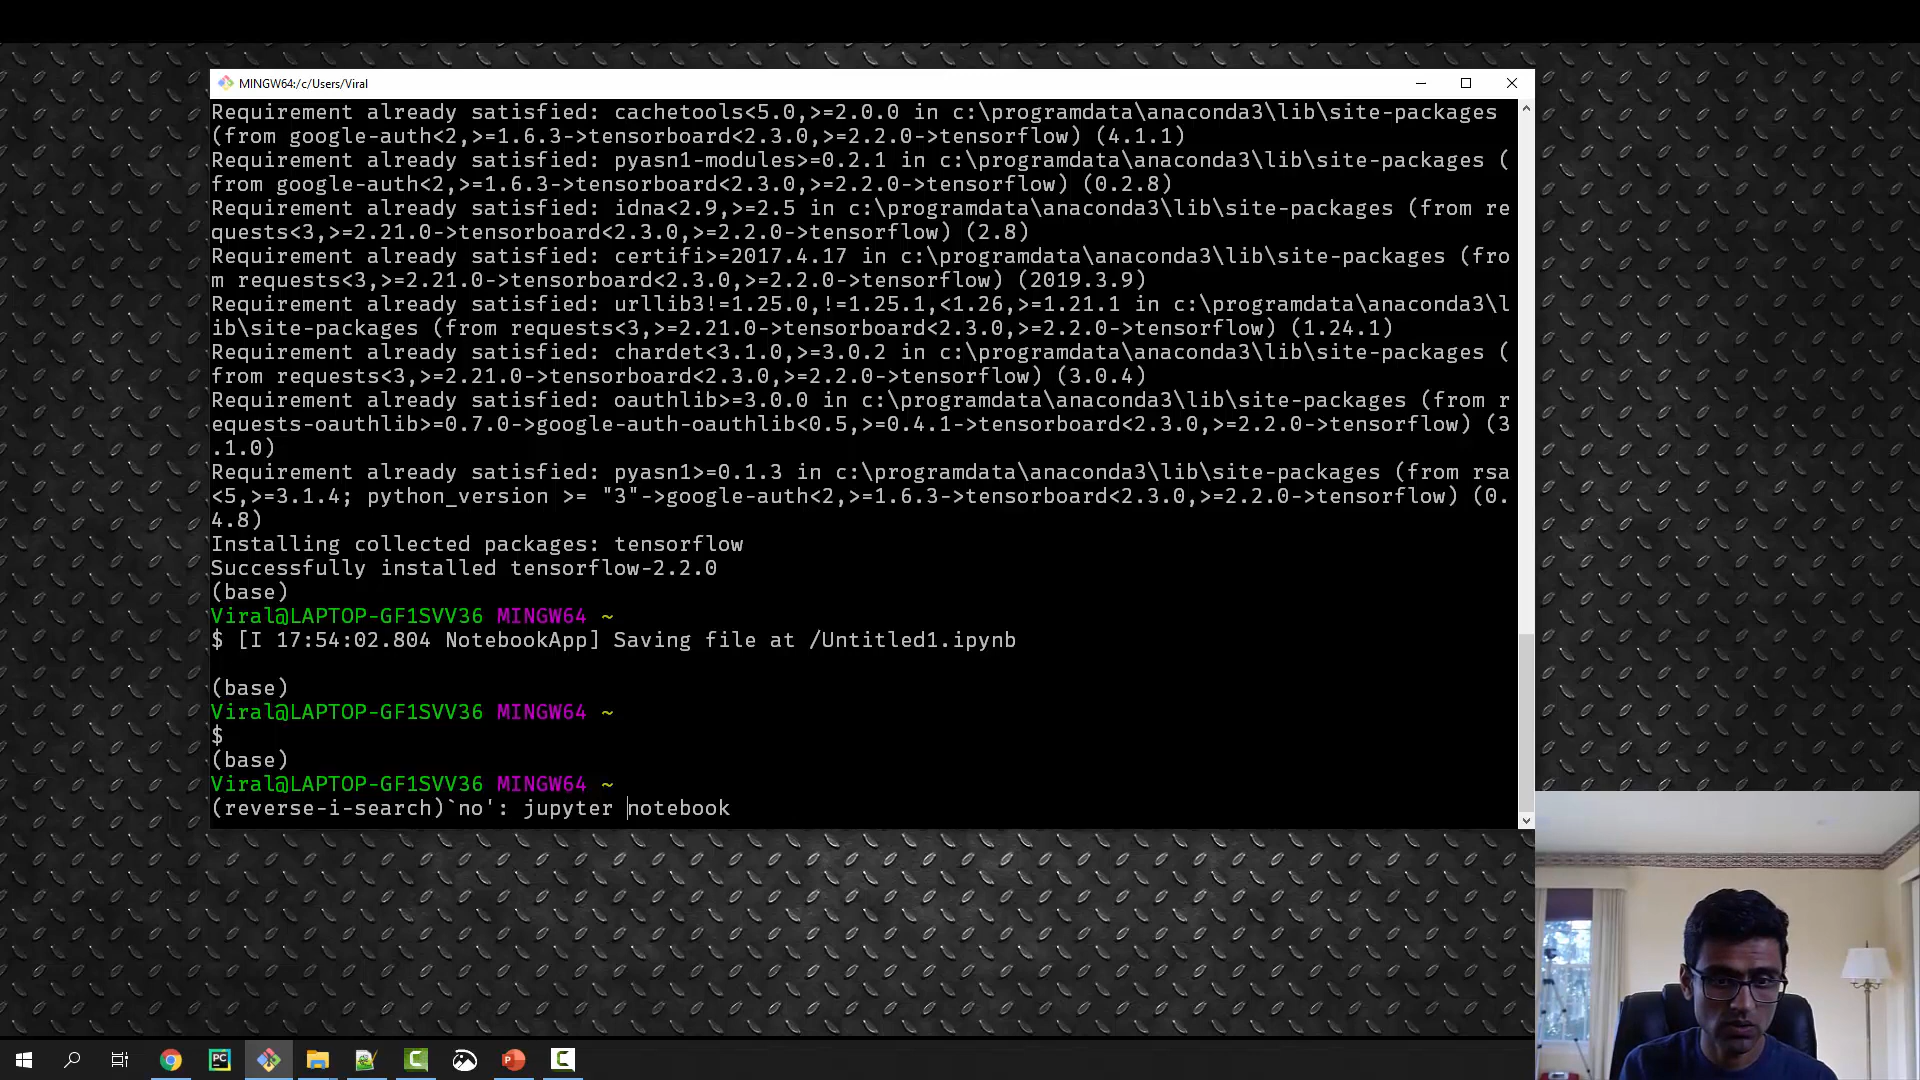 MINGW64:/c/Users/Viral
Requirement already satisfied: cachetools<5.0,>=2.0.0 in c:\programdata\anaconda3\lib\site-packages
(from google-auth<2,>=1.6.3->tensorboard<2.3.0,>=2.2.0->tensorflow) (4.1.1)
Requirement already satisfied: pyasn1-modules>=0.2.1 in c:\programdata\anaconda3\lib\site-packages (
from google-auth<2,>=1.6.3->tensorboard<2.3.0,>=2.2.0->tensorflow) (0.2.8)
Requirement already satisfied: idna<2.9,>=2.5 in c:\programdata\anaconda3\lib\site-packages (from re
quests<3,>=2.21.0->tensorboard<2.3.0,>=2.2.0->tensorflow) (2.8)
Requirement already satisfied: certifi>=2017.4.17 in c:\programdata\anaconda3\lib\site-packages (fro
m requests<3,>=2.21.0->tensorboard<2.3.0,>=2.2.0->tensorflow) (2019.3.9)
Requirement already satisfied: urllib3!=1.25.0,!=1.25.1,<1.26,>=1.21.1 in c:\programdata\anaconda3\l
ib\site-packages (from requests<3,>=2.21.0->tensorboard<2.3.0,>=2.2.0->tensorflow) (1.24.1)
Requirement already satisfied: chardet<3.1.0,>=3.0.2 in c:\programdata\anaconda3\lib\site-packages (
from requests<3,>=2.21.0->tensorboard<2.3.0,>=2.2.0->tensorflow) (3.0.4)
Requirement already satisfied: oauthlib>=3.0.0 in c:\programdata\anaconda3\lib\site-packages (from r
equests-oauthlib>=0.7.0->google-auth-oauthlib<0.5,>=0.4.1->tensorboard<2.3.0,>=2.2.0->tensorflow) (3
.1.0)
Requirement already satisfied: pyasn1>=0.1.3 in c:\programdata\anaconda3\lib\site-packages (from rsa
<5,>=3.1.4; python_version >= "3"->google-auth<2,>=1.6.3->tensorboard<2.3.0,>=2.2.0->tensorflow) (0.
4.8)
Installing collected packages: tensorflow
Successfully installed tensorflow-2.2.0
(base)
Viral@LAPTOP-GF1SVV36 MINGW64 ~
$ [I 17:54:02.804 NotebookApp] Saving file at /Untitled1.ipynb
(base)
Viral@LAPTOP-GF1SVV36 MINGW64 ~
$
(base)
Viral@LAPTOP-GF1SVV36 MINGW64 ~
(reverse-i-search)`no': jupyter notebook
PC
C
P
C